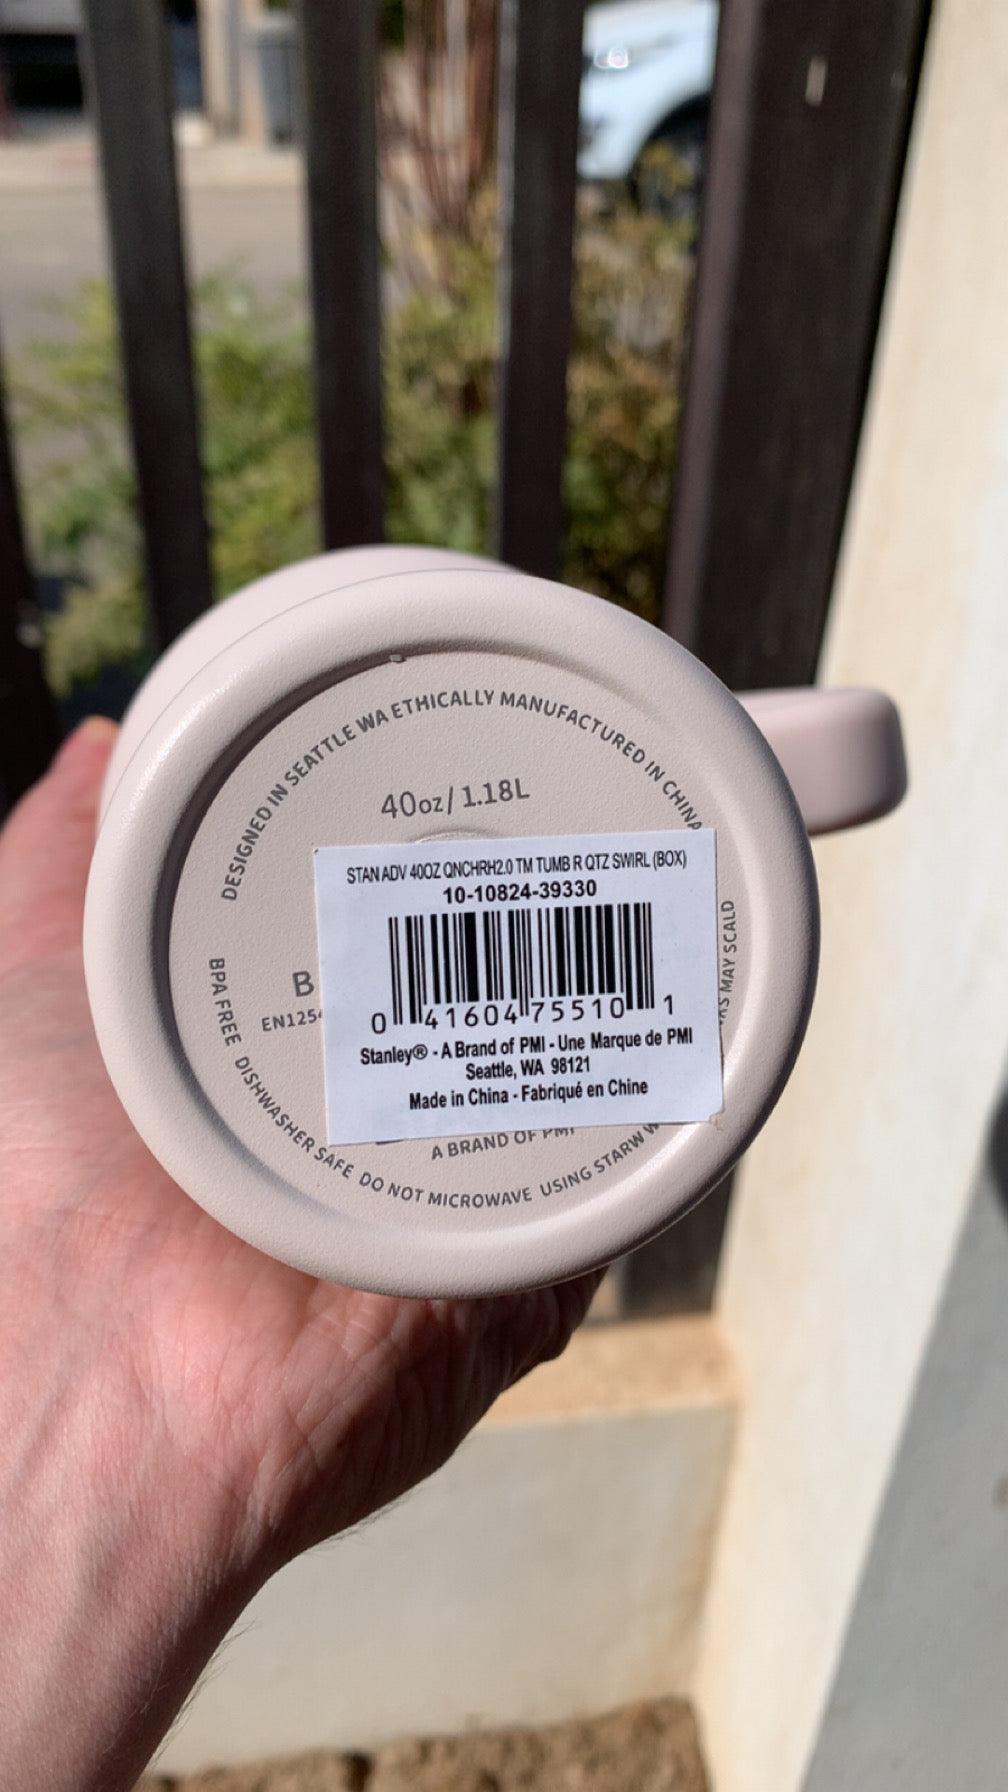 DESIGNED IN SEATTLE WA ETHICALLY MANUFACTURED IN CHINA
40oz/ 1.18L
STAN ADV 40OZ QNCHRH2.0 TM TUMB R QTZ SWIRL (BOX)
10-10824-39330
0 41604 75510 1
Stanley® - A Brand of PMI - Une Marque de PMI
Seattle, WA 98121
Made in China - Fabriqué en Chine
B
EN1254
A BRAND OF PMI
BPA FREE DISHWASHER SAFE DO NOT MICROWAVE USING STARW
MAY SCALD